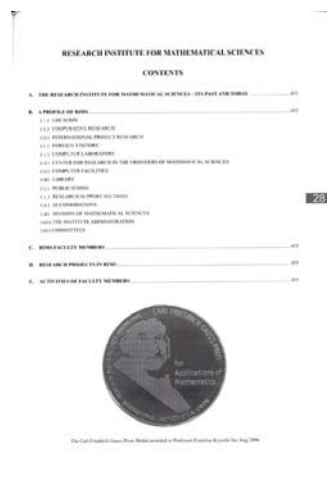 RESEARCH INSTITUTE FOR MATHEMATICAL SCIENCES
CONTENTS
A. THE RESEARCH INSTITUTE FOR MATHEMATICAL SCIENCES – ITS PAST AND TODAY
B. A PROFILE OF RIMS
LOCATION
COOPERATIVE RESEARCH
INTERNATIONAL PROJECT RESEARCH
FOREIGN VISITORS
COMPUTER LABORATORY
CENTER FOR RESEARCH IN THE FRONTIERS OF MATHEMATICAL SCIENCES
COMPUTER FACILITIES
LIBRARY
PUBLICATIONS
RESEARCH SUPPORT SECTIONS
ACCOMMODATIONS
DIVISION OF MATHEMATICAL SCIENCES
THE INSTITUTE ADMINISTRATION
COMMITTEES
28
C. RIMS FACULTY MEMBERS
D. RESEARCH PROJECTS IN RIMS
E. ACTIVITIES OF FACULTY MEMBERS
CARL FRIEDRICH GAUSS PRIZE
for
Applications of
Mathematics
The Carl Friedrich Gauss Prize Medal awarded to Professor Emeritus Kiyoshi Ito Aug 2006